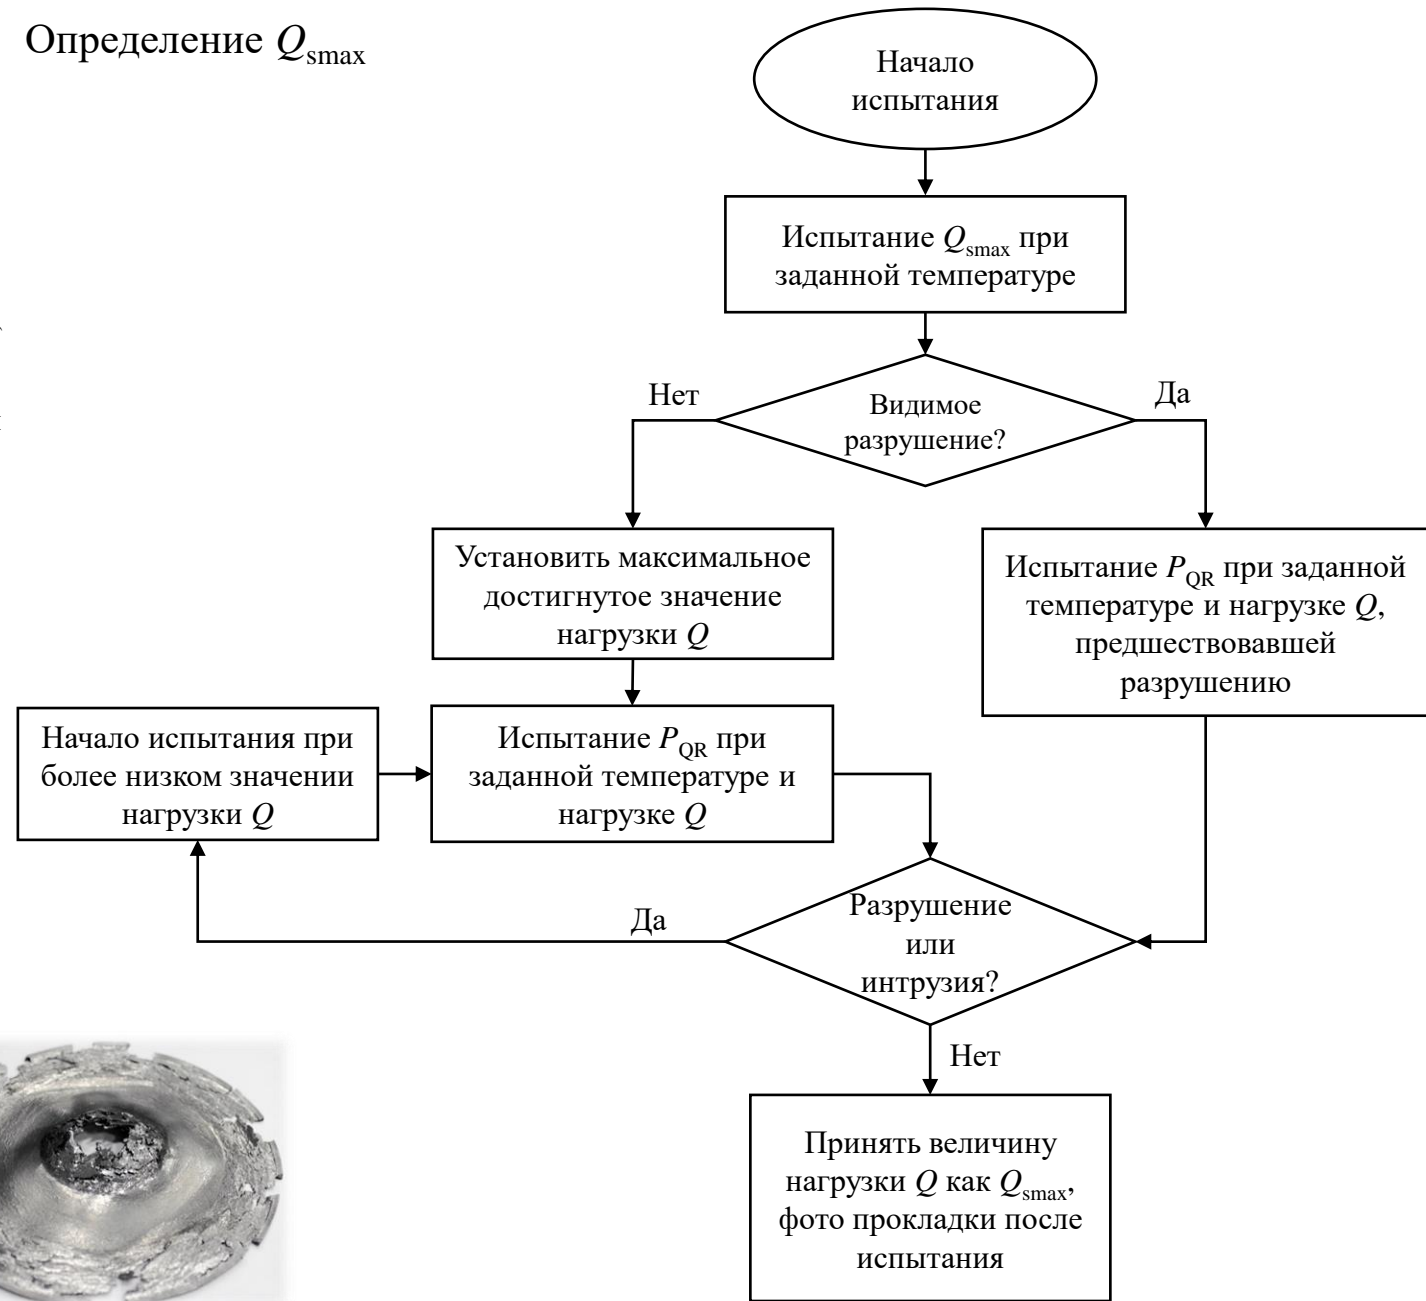 Определение Qsmax
Начало
испытания
Испытание Qsmax при
заданной температуре
Видимое
разрушение?
Нет
Да
Установить максимальное
достигнутое значение
нагрузки Q
Испытание PQR при заданной
температуре и нагрузке Q,
предшествовавшей
разрушению
Начало испытания при
более низком значении
нагрузки Q
Испытание PQR при
заданной температуре и
нагрузке Q
Разрушение
или
интрузия?
Да
Нет
Принять величину
нагрузки Q как Qsmax,
фото прокладки после
испытания